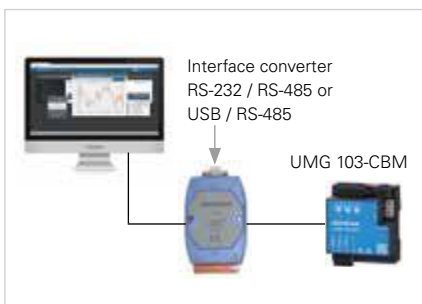 Interface converter
RS-232 / RS-485 or
USB / RS-485
UMG 103-CBM